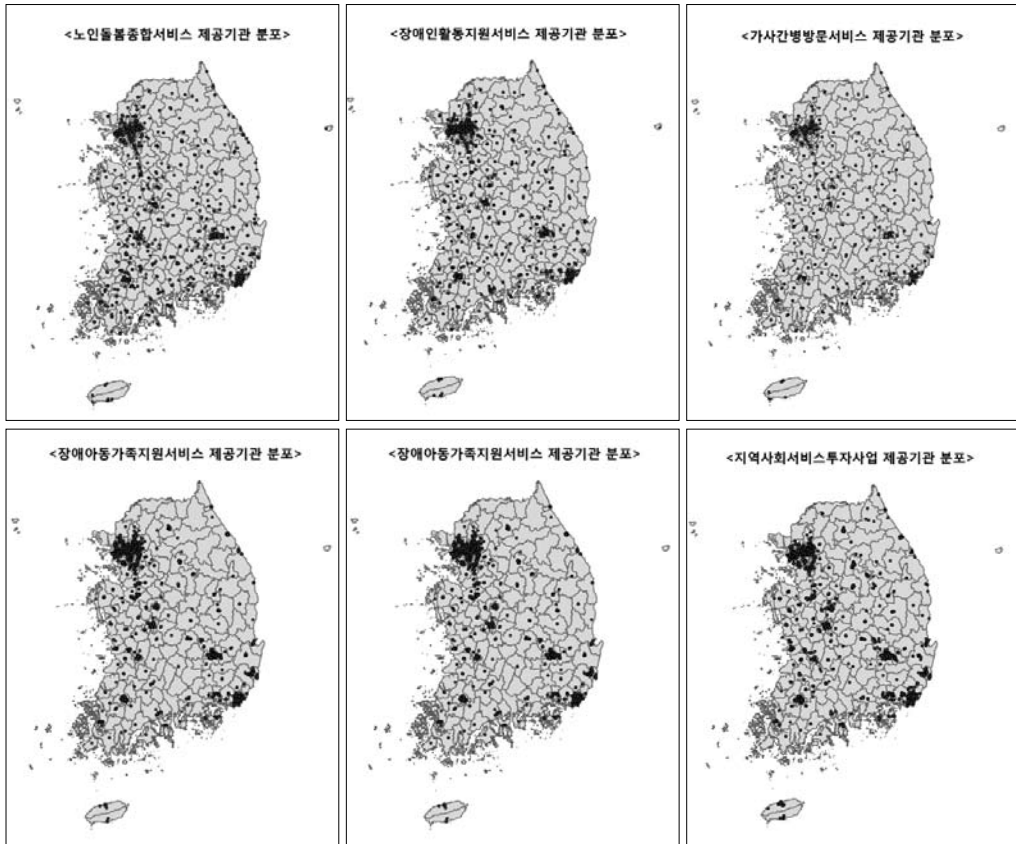 <노인돌봄종합서비스 제공기관 분포>
<장애인활동지원서비스 제공기관 분포>
<가사간병방문서비스 제공기관 분포>
<장애아동가족지원서비스 제공기관 분포>
<장애아동가족지원서비스 제공기관 분포>
<지역사회서비스투자사업 제공기관 분포>